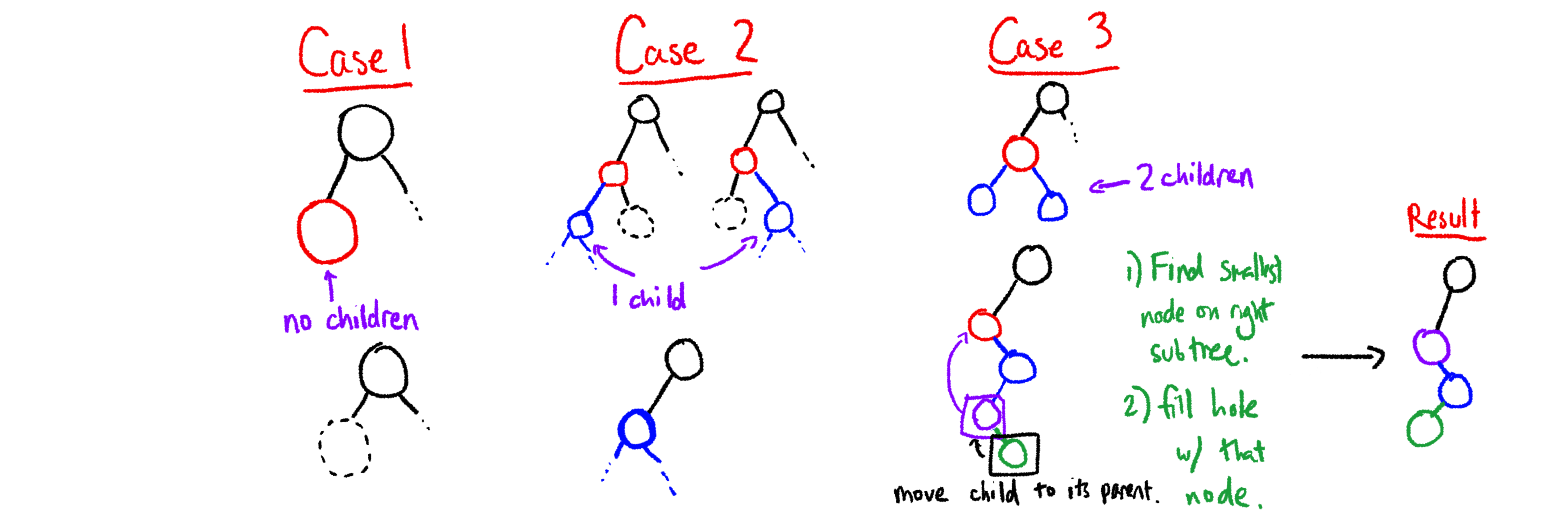 Case 1
no children
Case 2
1 child
Case 3
2 children
1) Find smallest
node on right
subtree.
2) fill hole
w/ that
node.
move child to its parent.
Result